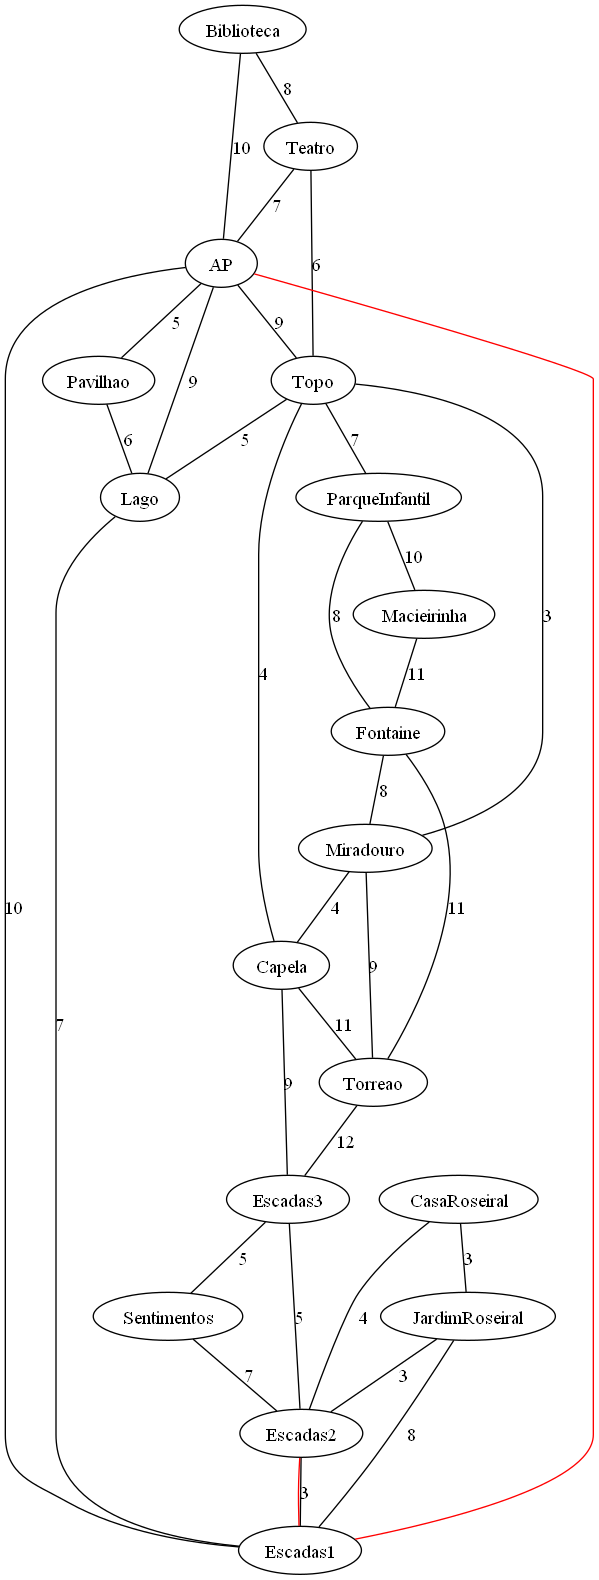 Biblioteca
8
Teatro
10
7
AP
6
5
9
Pavilhao
9
Topo
6
5
7
Lago
ParqueInfantil
10
8
Macieirinha
3
4
11
Fontaine
8
Miradouro
10
4
11
Capela
9
7
11
Torreao
9
12
Escadas3
CasaRoseiral
5
3
Sentimentos
5
4
JardimRoseiral
7
3
Escadas2
8
3
Escadas1